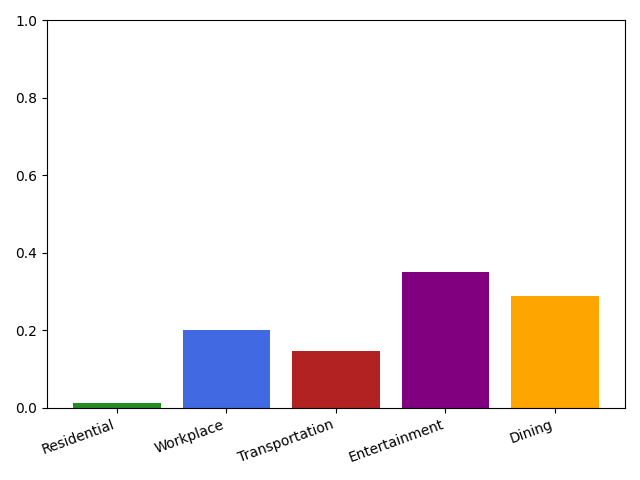 1.0
0.8
0.6
0.4
0.2
0.0
Residential
Workplace
Transportation
Entertainment
Dining